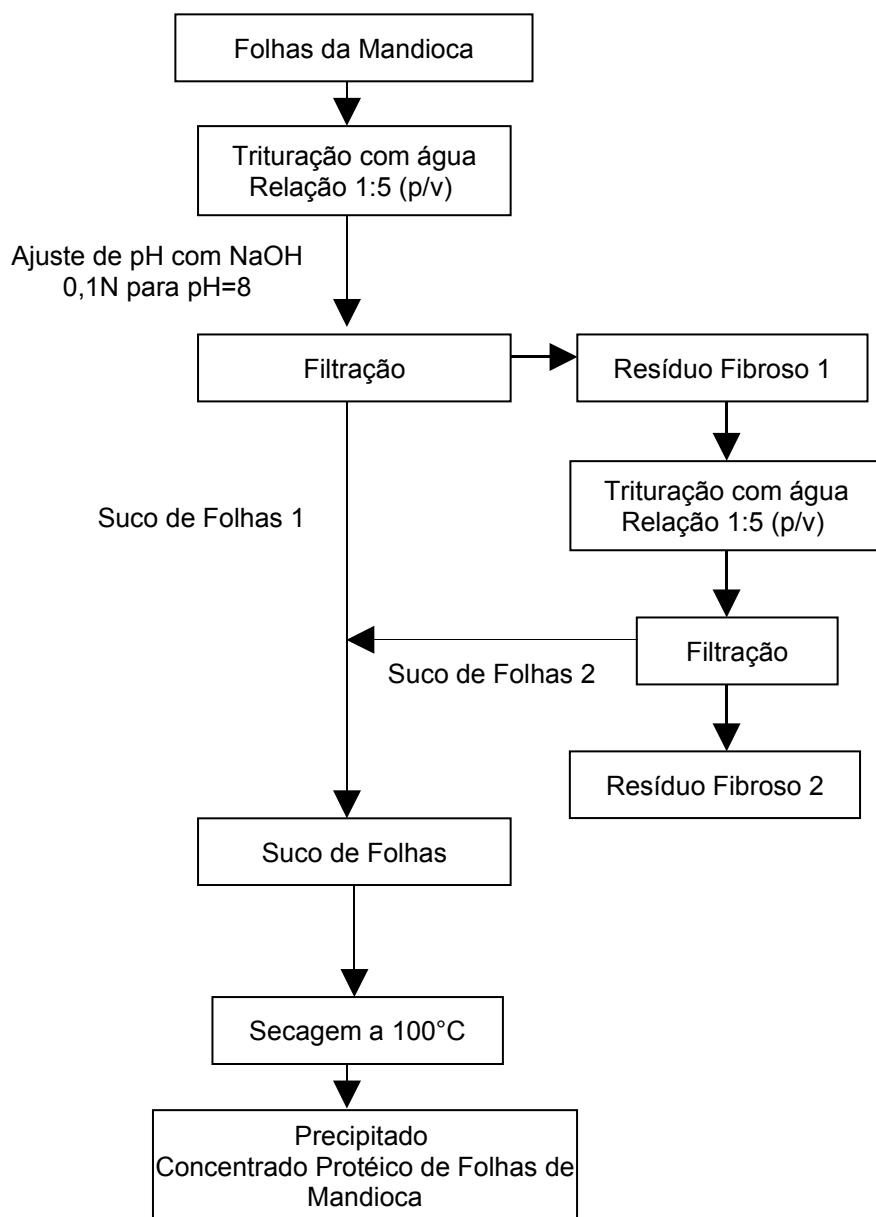 Folhas da Mandioca
Trituração com água
Relação 1:5 (p/v)
Ajuste de pH com NaOH
0,1N para pH=8
Filtração
Resíduo Fibroso 1
Trituração com água
Relação 1:5 (p/v)
Suco de Folhas 1
Filtração
Suco de Folhas 2
Resíduo Fibroso 2
Suco de Folhas
Secagem a 100°C
Precipitado
Concentrado Protéico de Folhas de
Mandioca